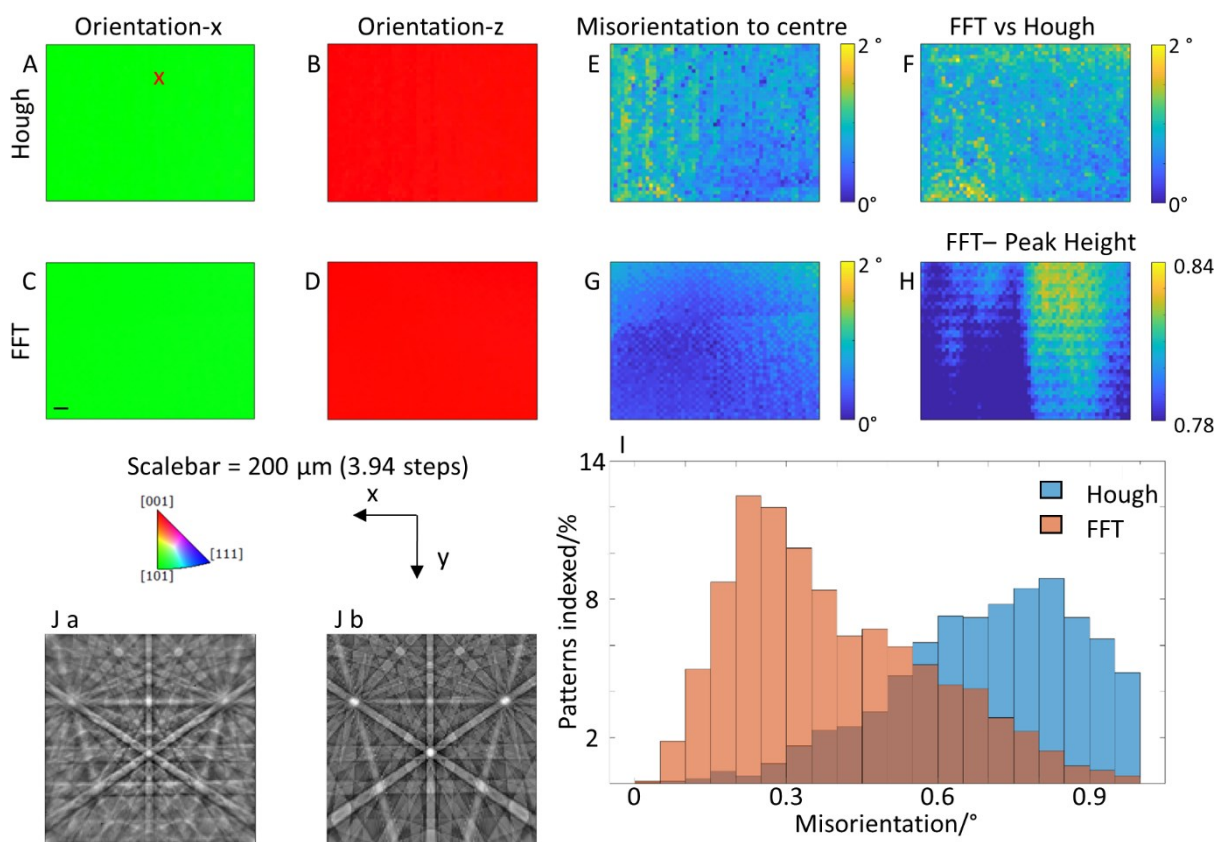 Orientation-x
Orientation-z
Misorientation to centre
FFT vs Hough
A
x
B
E
2 °
0°
F
2 °
0°
Hough
FFT– Peak Height
C
D
G
2 °
0°
H
0.84
0.78
FFT
Scalebar = 200 µm (3.94 steps)
[001]
[111]
[101]
x
y
J a
J b
I
14
8
2
Patterns indexed/%
Hough
FFT
0
0.3
0.6
0.9
Misorientation/°